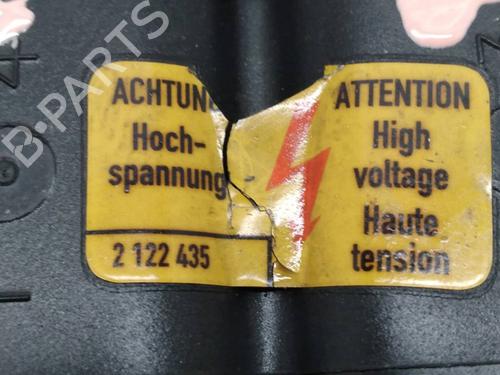 ACHTUN
Hoch-
spannung
2 122 435
ATTENTION
High
voltage
Haute
tension
B-PARTS